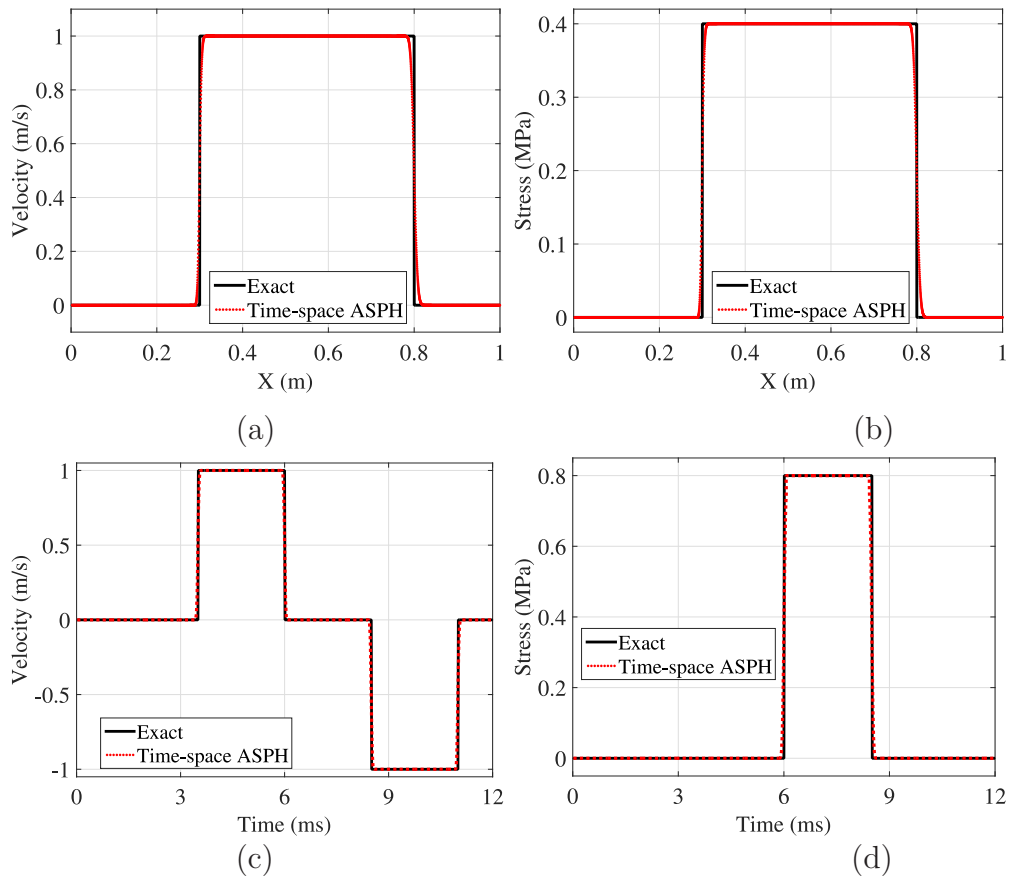 Velocity (m/s)
1
0.8
0.6
0.4
0.2
0
Exact
Time-space ASPH
0 0.2 0.4 0.6 0.8 1
X (m)
(a)
Stress (MPa)
0.4
0.3
0.2
0.1
0
Exact
Time-space ASPH
0 0.2 0.4 0.6 0.8 1
X (m)
(b)
Velocity (m/s)
1
0.5
0
-0.5
-1
Exact
Time-space ASPH
0 3 6 9 12
Time (ms)
(c)
Stress (MPa)
0.8
0.6
0.4
0.2
0
Exact
Time-space ASPH
0 3 6 9 12
Time (ms)
(d)